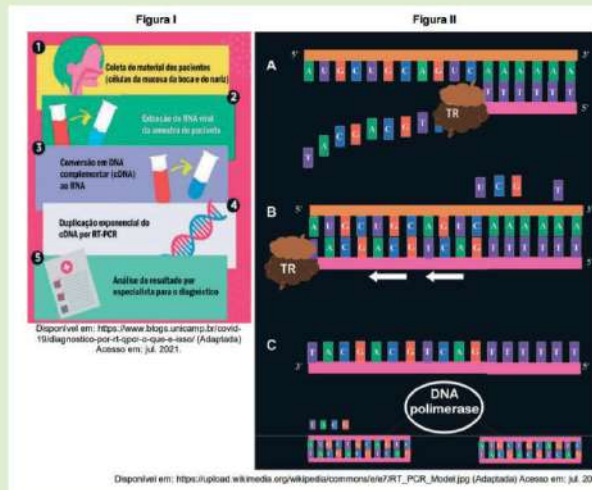 Figura I
1
Coleta de material dos pacientes
(células da mucosa da boca e do nariz)
2
Extração do RNA viral
da amostra do paciente
3
Conversão em DNA
complementar (cDNA)
ao RNA
4
Duplicação exponencial do
cDNA por RT-PCR
5
Análise do resultado por
especialista para o diagnóstico
Disponível em: https://www.blogs.unicamp.br/covid-
19/diagnostico-por-rt-qpcr-o-que-e-isso/ (Adaptada)
Acesso em: jul. 2021.
Figura II
5' 3'
A
A U G C U G C A G U C A A A A A A
T T T T T T
TR
5'
T A C G A C G T
T C G T
5' 3'
B
A U G C U G C A G U C A A A A A A
A C G A C G T C A G T T T T T T
TR
3' 5'
C
T A C G A C G T C A G T T T T T T
3' 5'
DNA
polimerase
T A C G
Disponível em: https://upload.wikimedia.org/wikipedia/commons/e/e7/RT_PCR_Model.jpg (Adaptada) Acesso em: jul. 20